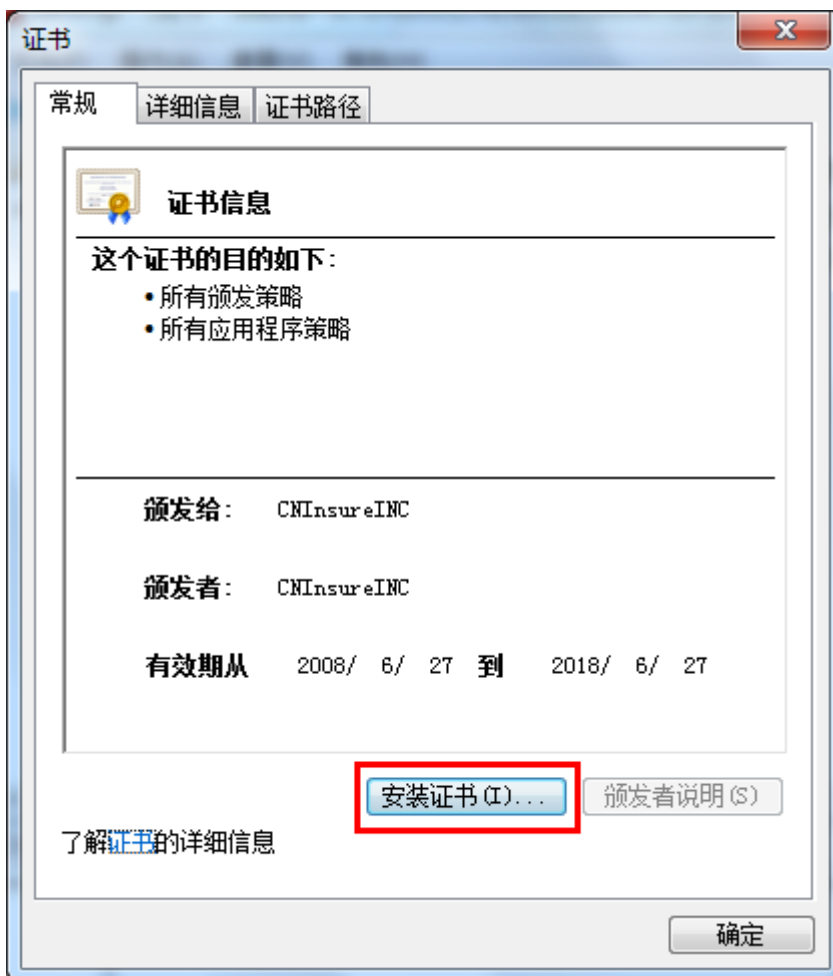 证书
常规 详细信息 证书路径
证书信息
这个证书的目的如下:
•所有颁发策略
•所有应用程序策略
颁发给: CNInsureINC
颁发者: CNInsureINC
有效期从 2008/ 6/ 27 到 2018/ 6/ 27
安装证书(I)... 颁发者说明(S)
了解证书的详细信息
确定